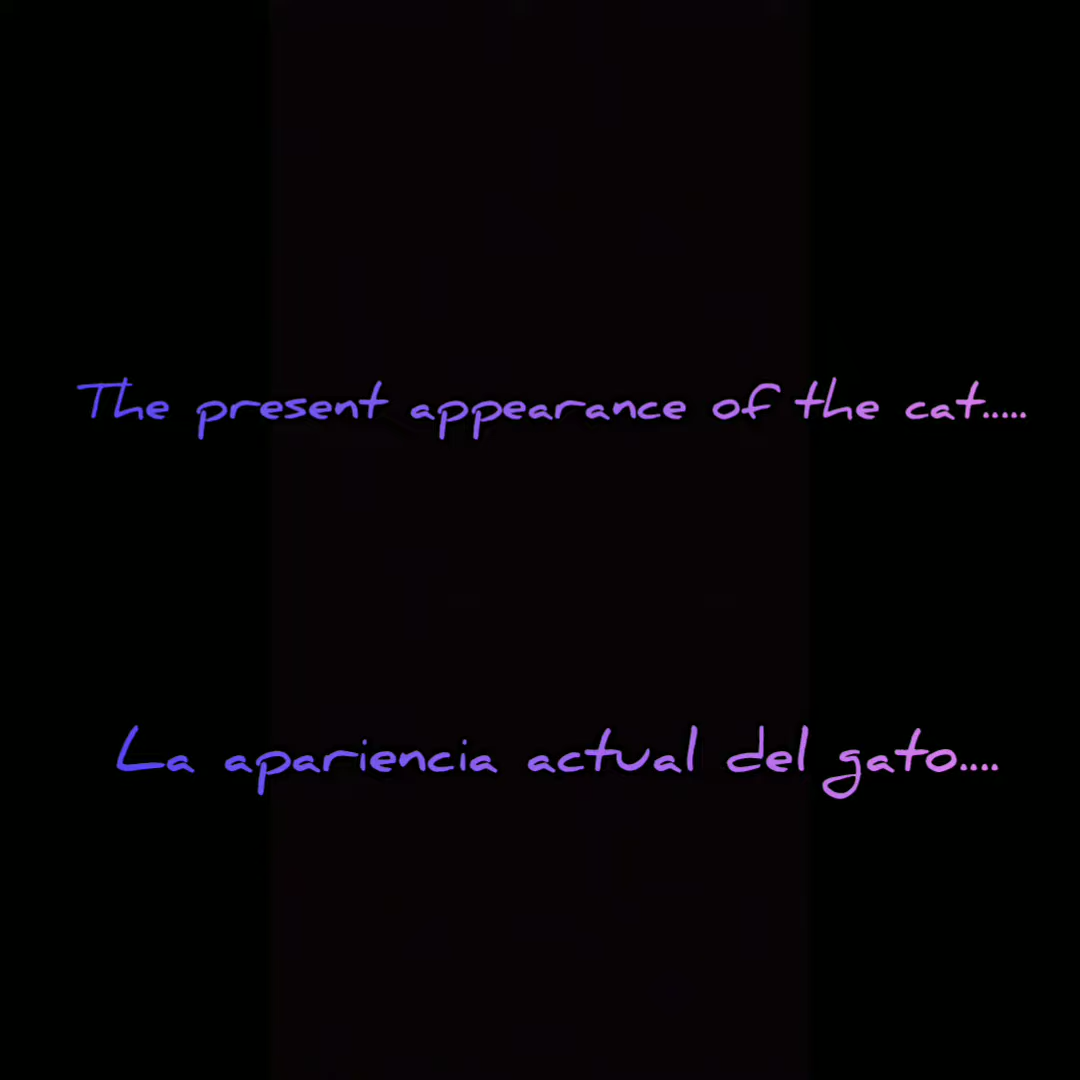 The present appearance of the cat.....
La apariencia actual del gato....